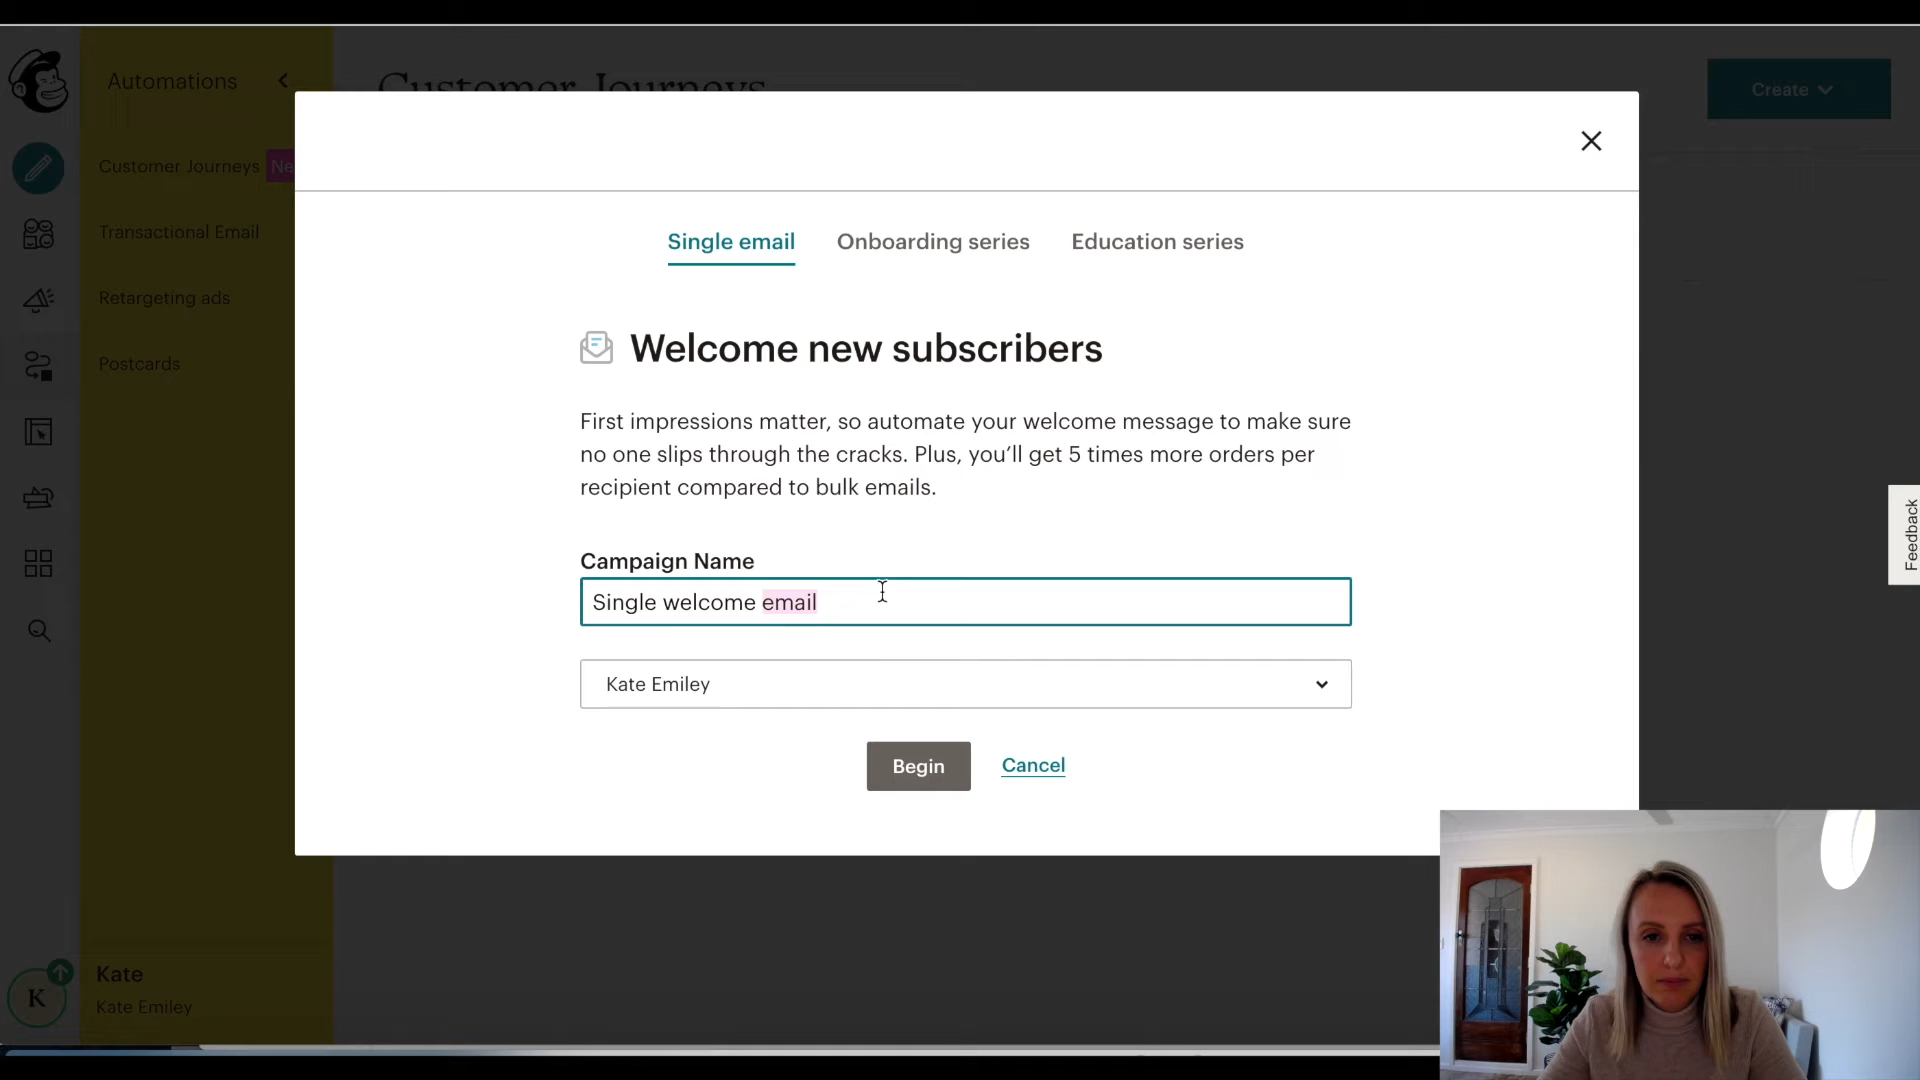 Automations
Customer Journeys
Create
Customer Journeys Ne
Transactional Email
Retargeting ads
Postcards
Single email
Onboarding series
Education series
Welcome new subscribers
First impressions matter, so automate your welcome message to make sure
no one slips through the cracks. Plus, you’ll get 5 times more orders per
recipient compared to bulk emails.
Campaign Name
Single welcome email
Kate Emiley
Begin
Cancel
Feedback
K
Kate
Kate Emiley